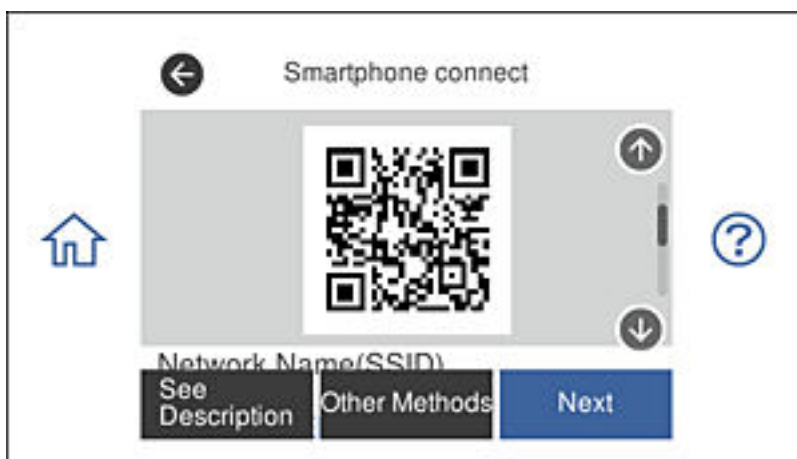 Smartphone connect
Network Name(SSID)
See
Description
Other Methods
Next